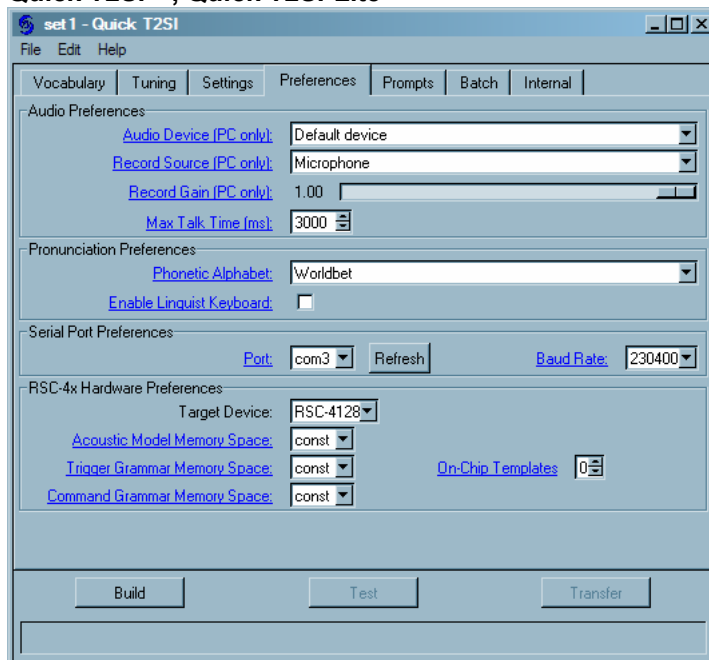 set1 - Quick T2SI
File Edit Help
Vocabulary Tuning Settings Preferences Prompts Batch Internal
Audio Preferences
Audio Device (PC only): Default device
Record Source (PC only): Microphone
Record Gain (PC only): 1.00
Max Talk Time (ms): 3000
Pronunciation Preferences
Phonetic Alphabet: Worldbet
Enable Linguist Keyboard:
Serial Port Preferences
Port: com3 Refresh Baud Rate: 230400
RSC-4x Hardware Preferences
Target Device: RSC-4128
Acoustic Model Memory Space: const
Trigger Grammar Memory Space: const On-Chip Templates 0
Command Grammar Memory Space: const
Build Test Transfer